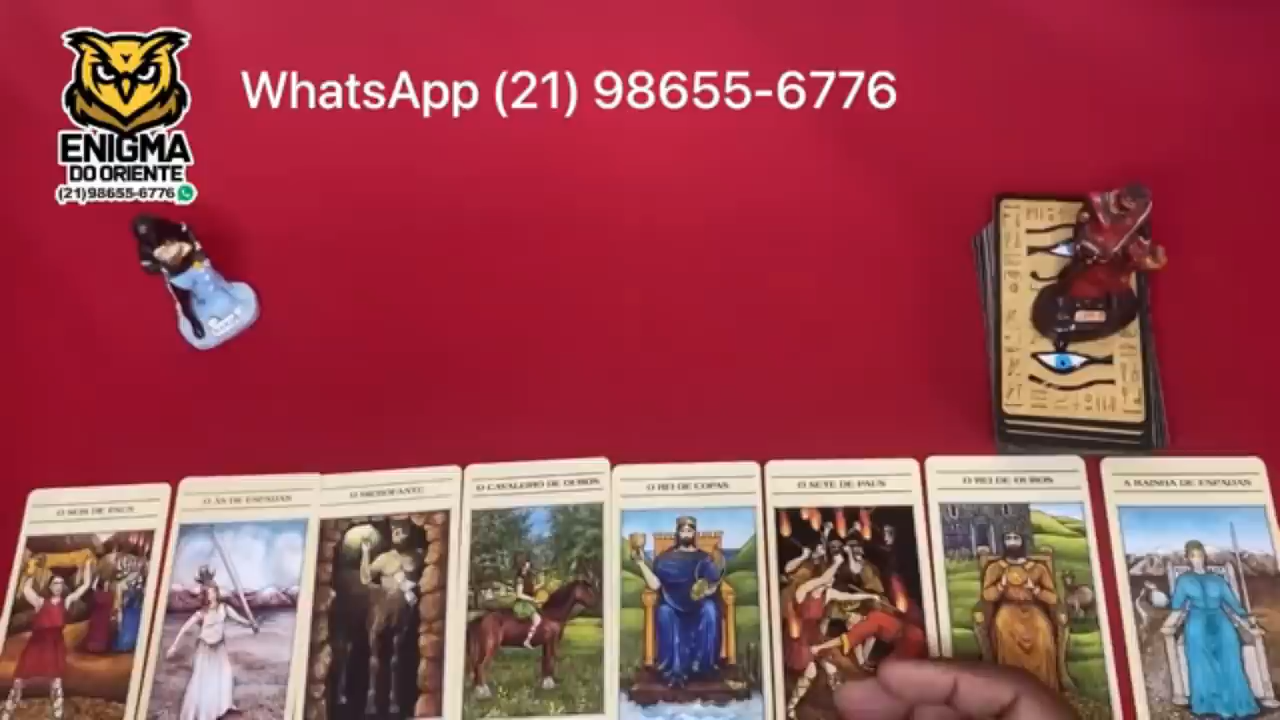 WhatsApp (21) 98655-6776
ENIGMA
DO ORIENTE
(21)98655-6776
O SEIS DE PAUS
O ÁS DE ESPADAS
O HIEROFANTE
O CAVALEIRO DE OUROS
O REI DE COPAS
O SETE DE PAUS
O REI DE OUROS
A RAINHA DE ESPADAS